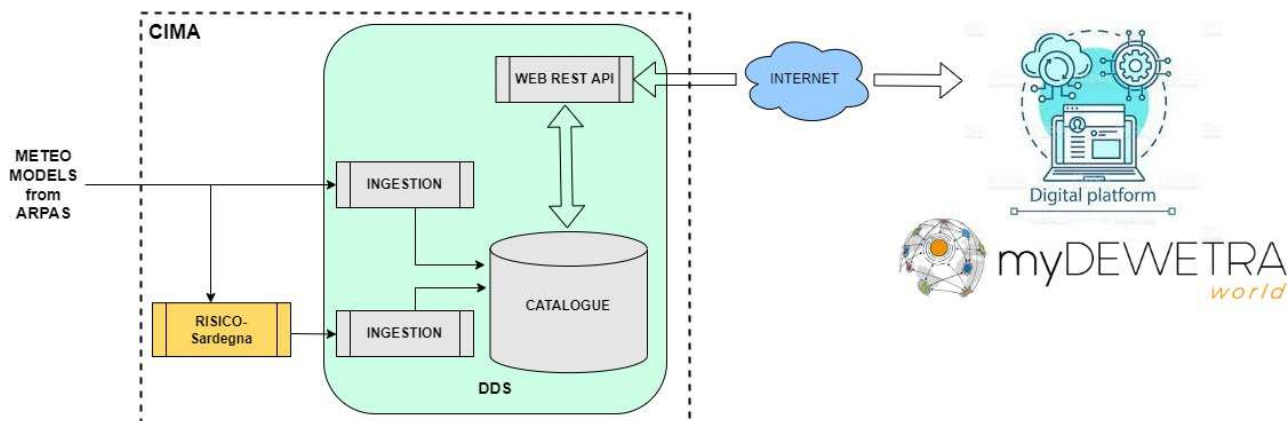 CIMA
WEB REST API
INTERNET
METEO
MODELS
from
ARPAS
INGESTION
Digital platform
myDEWETRA
world
RISICO-
Sardegna
INGESTION
CATALOGUE
DDS